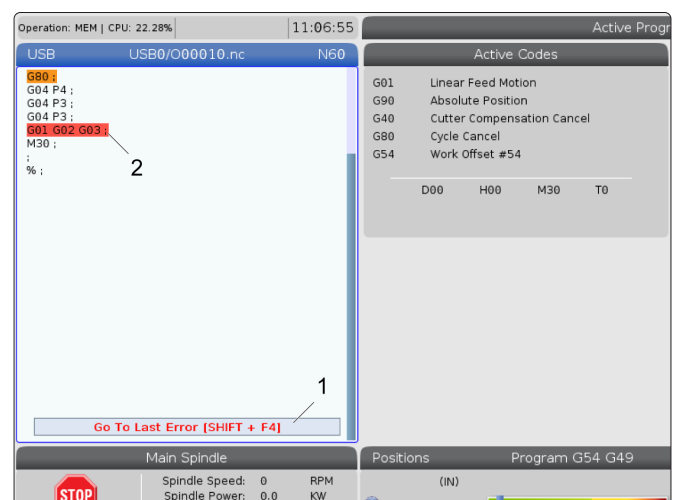 Operation: MEM | CPU: 22.28%
11:06:55
Active Progr
USB USB0/O00010.nc N60
G80 ;
G04 P4 ;
G04 P3 ;
G04 P3 ;
G01 G02 G03 ;
M30 ;
;
% ;
2
1
Go To Last Error [SHIFT + F4]
Active Codes
G01 Linear Feed Motion
G90 Absolute Position
G40 Cutter Compensation Cancel
G80 Cycle Cancel
G54 Work Offset #54
D00 H00 M30 T0
Main Spindle
STOP
Spindle Speed: 0 RPM
Spindle Power: 0.0 KW
Positions Program G54 G49
(IN)